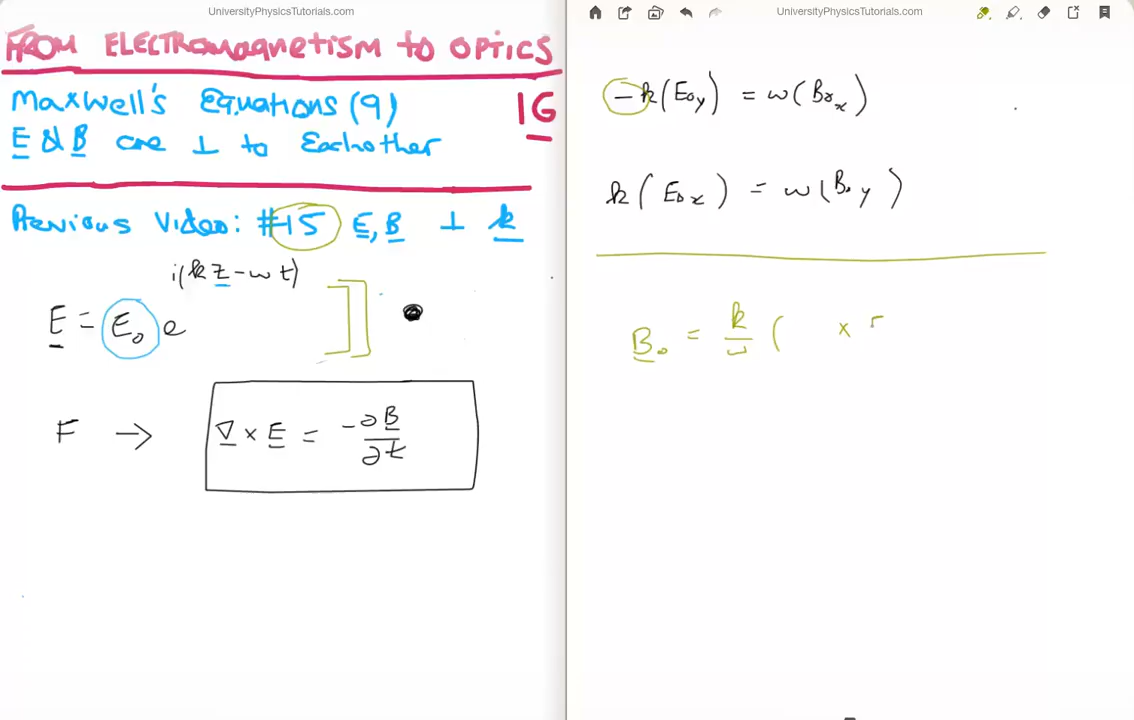 UniversityPhysicsTutorials.com
FROM ELECTROMAGNETISM to OPTICS
Maxwell's Equations (9)
16
E & B are ⊥ to Eachother
Previous Video: #15 E, B ⊥ k
i(kz-wt)
E = E₀ e
F → ∇ × E = -∂B/∂t
UniversityPhysicsTutorials.com
-k(E₀y) = w(B₀x)
k(E₀x) = w(B₀y)
B₀ = k/w ( ×